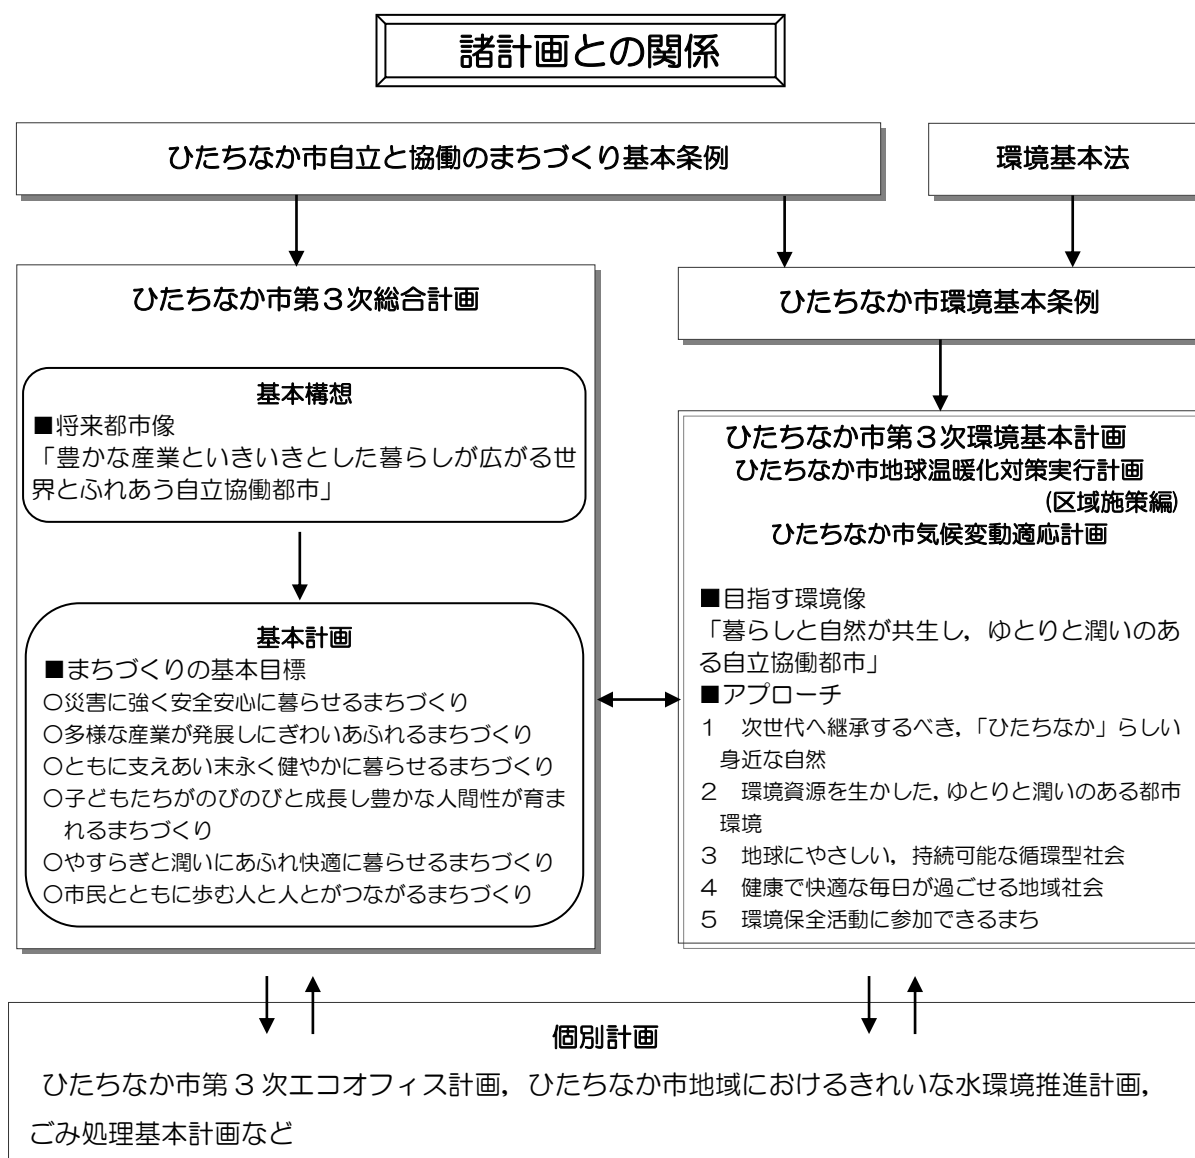 諸計画との関係
ひたちなか市自立と協働のまちづくり基本条例
環境基本法
ひたちなか市第3次総合計画
基本構想
■将来都市像
「豊かな産業といきいきとした暮らしが広がる世
界とふれあう自立協働都市」
基本計画
■まちづくりの基本目標
○災害に強く安全安心に暮らせるまちづくり
○多様な産業が発展しにぎわいあふれるまちづくり
○ともに支えあい末永く健やかに暮らせるまちづくり
○子どもたちがのびのびと成長し豊かな人間性が育ま
れるまちづくり
○やすらぎと潤いにあふれ快適に暮らせるまちづくり
○市民とともに歩む人と人とがつながるまちづくり
ひたちなか市環境基本条例
ひたちなか市第3次環境基本計画
ひたちなか市地球温暖化対策実行計画
(区域施策編)
ひたちなか市気候変動適応計画
■目指す環境像
「暮らしと自然が共生し，ゆとりと潤いのあ
る自立協働都市」
■アプローチ
1　次世代へ継承するべき，「ひたちなか」らしい
身近な自然
2　環境資源を生かした，ゆとりと潤いのある都市
環境
3　地球にやさしい，持続可能な循環型社会
4　健康で快適な毎日が過ごせる地域社会
5　環境保全活動に参加できるまち
個別計画
ひたちなか市第3次エコオフィス計画，ひたちなか市地域におけるきれいな水環境推進計画，
ごみ処理基本計画など